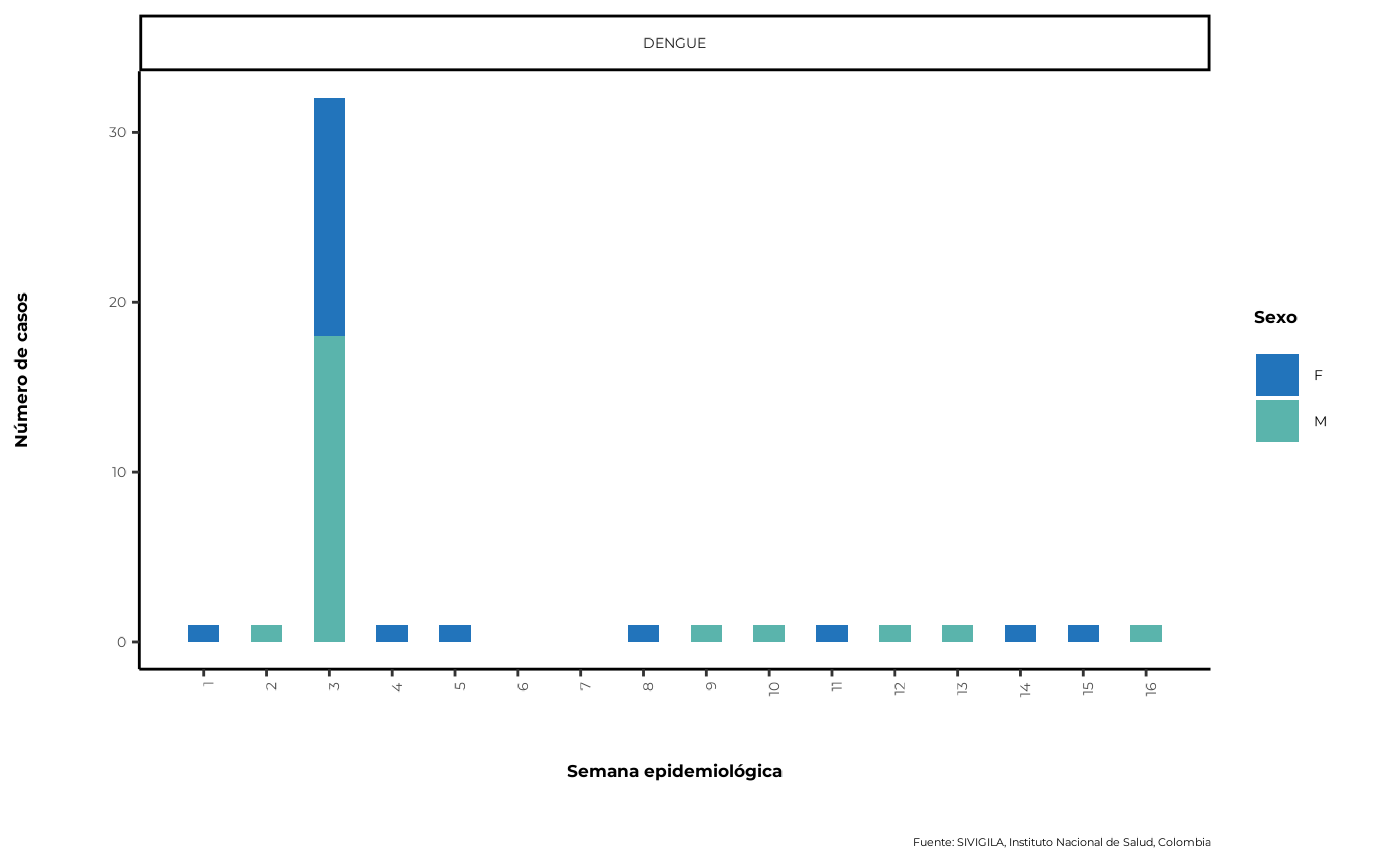 DENGUE
30
20
10
0
Número de casos
1 2 3 4 5 6 7 8 9 10 11 12 13 14 15 16
Semana epidemiológica
Sexo
F
M
Fuente: SIVIGILA, Instituto Nacional de Salud, Colombia